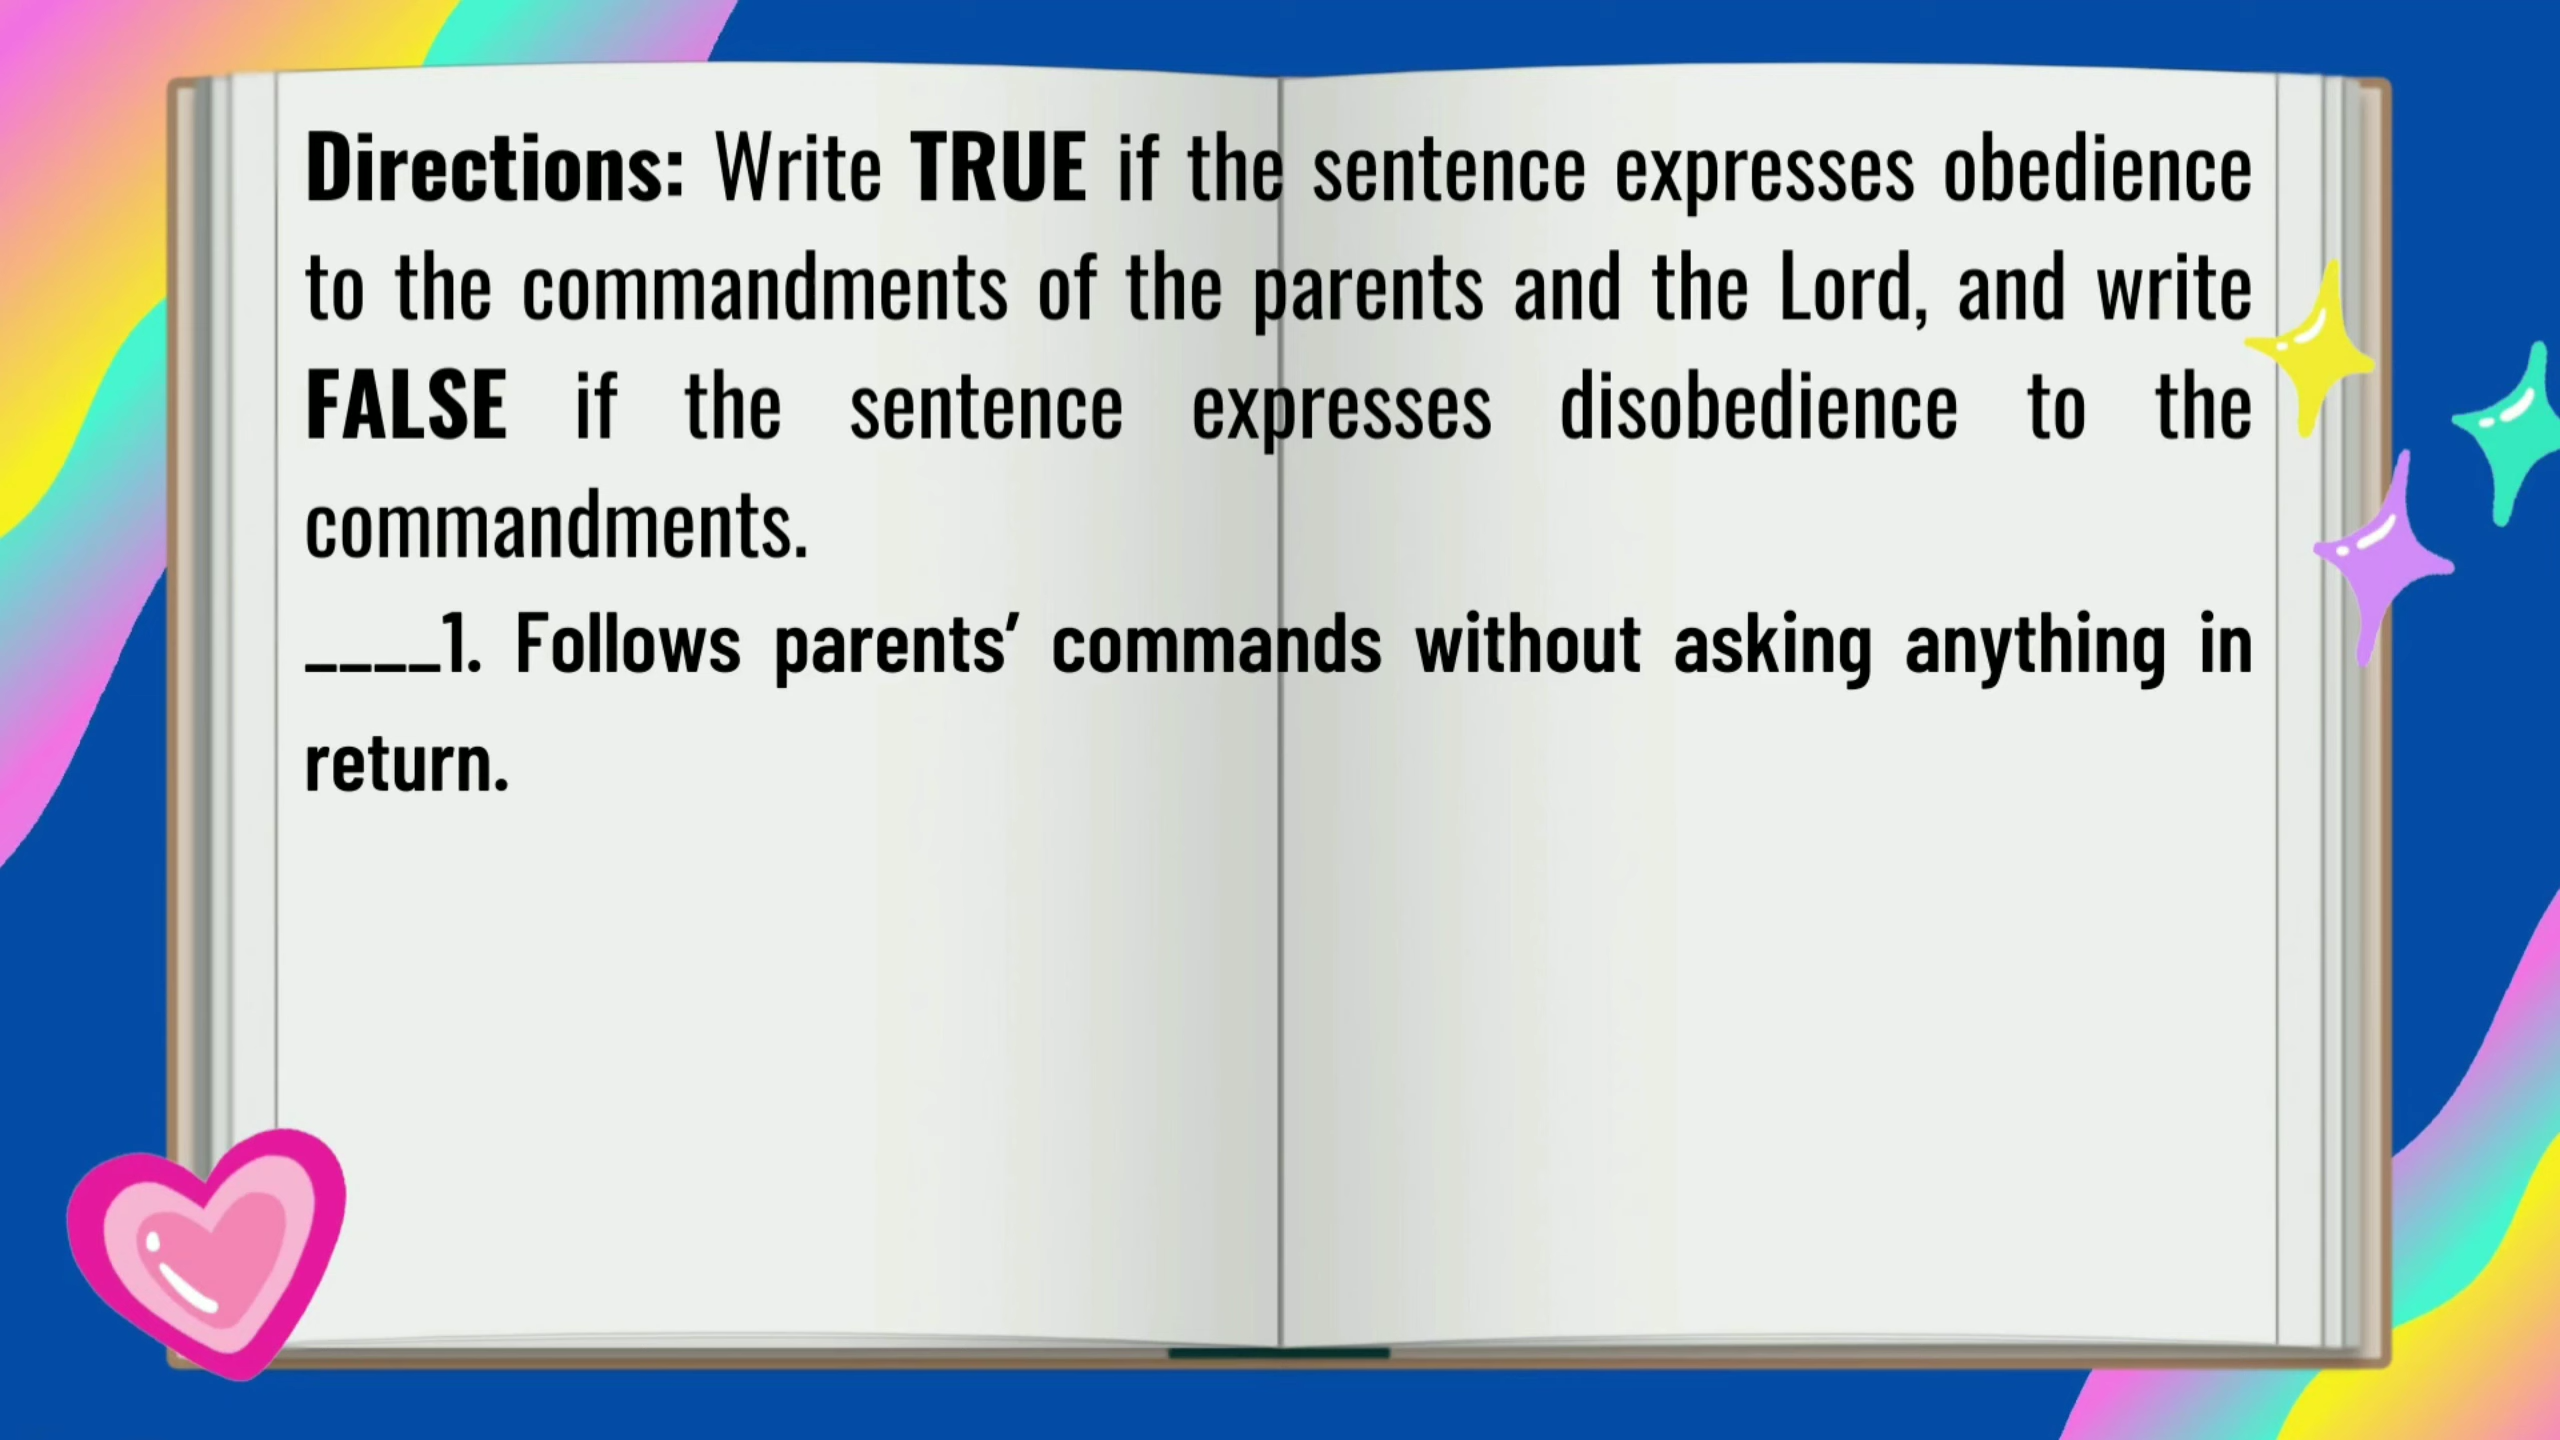 Directions: Write TRUE if the sentence expresses obedience
to the commandments of the parents and the Lord, and write
FALSE if the sentence expresses disobedience to the
commandments.
____1. Follows parents’ commands without asking anything in
return.